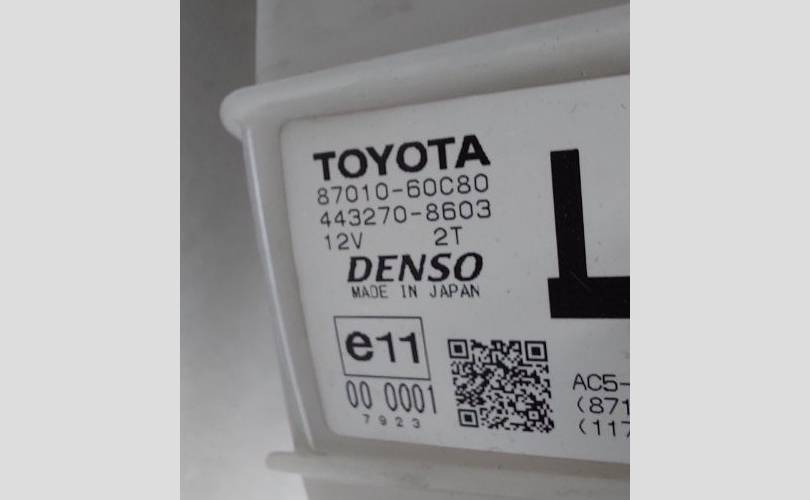 TOYOTA
87010-60C80
443270-8603
12V 2T
DENSO
MADE IN JAPAN
e11
00 0001
7923
L
AC5-
(871
(117